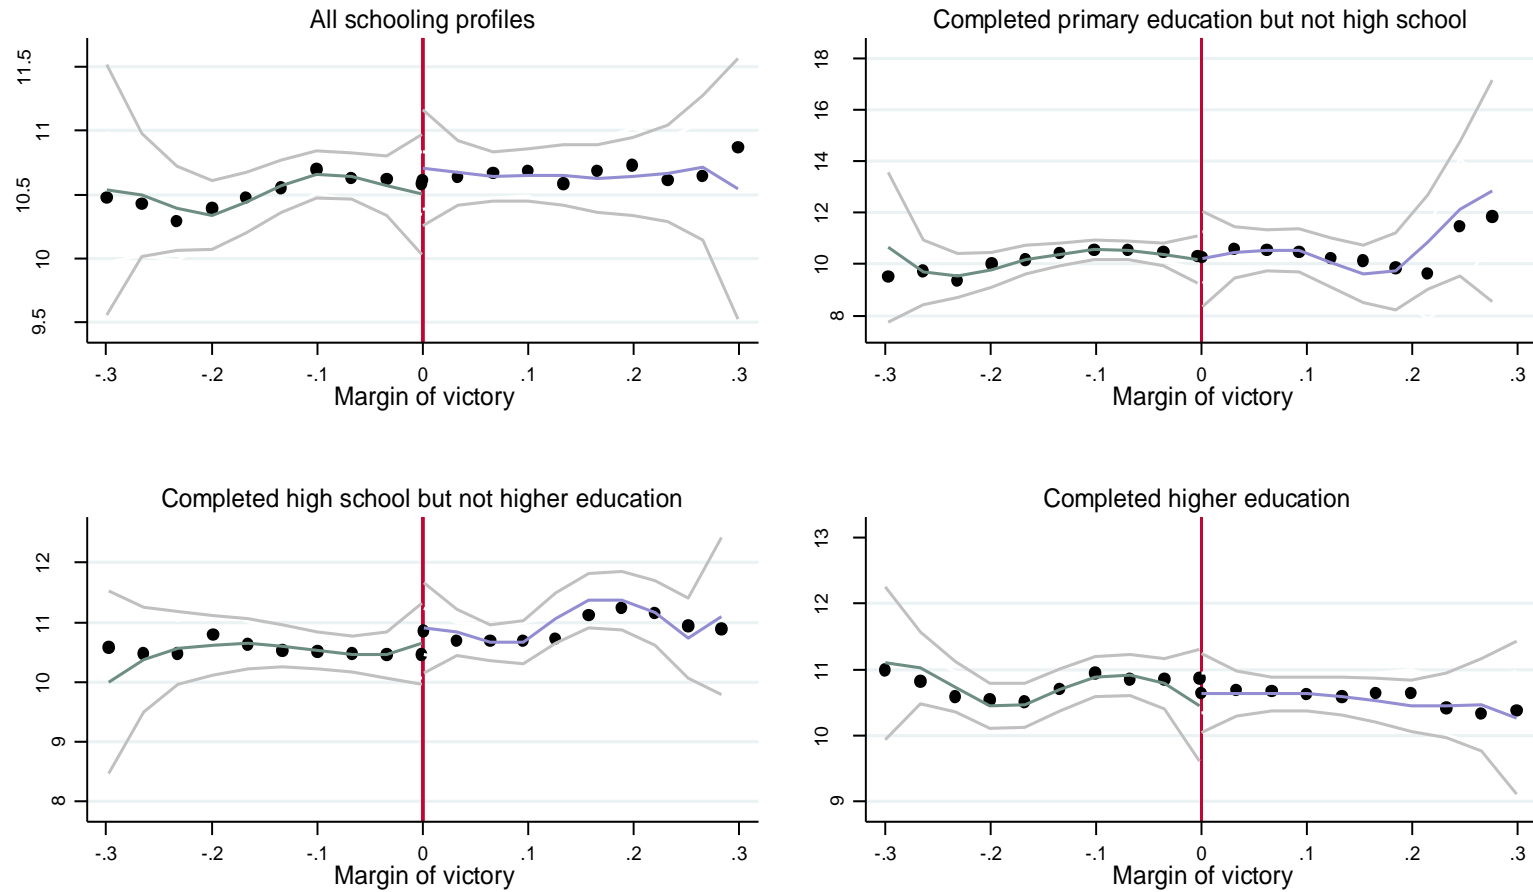 All schooling profiles
11.5
11
10.5
10
9.5
-.3 -.2 -.1 0 .1 .2 .3
Margin of victory
Completed primary education but not high school
18
16
14
12
10
8
-.3 -.2 -.1 0 .1 .2 .3
Margin of victory
Completed high school but not higher education
12
11
10
9
8
-.3 -.2 -.1 0 .1 .2 .3
Margin of victory
Completed higher education
13
12
11
10
9
-.3 -.2 -.1 0 .1 .2 .3
Margin of victory